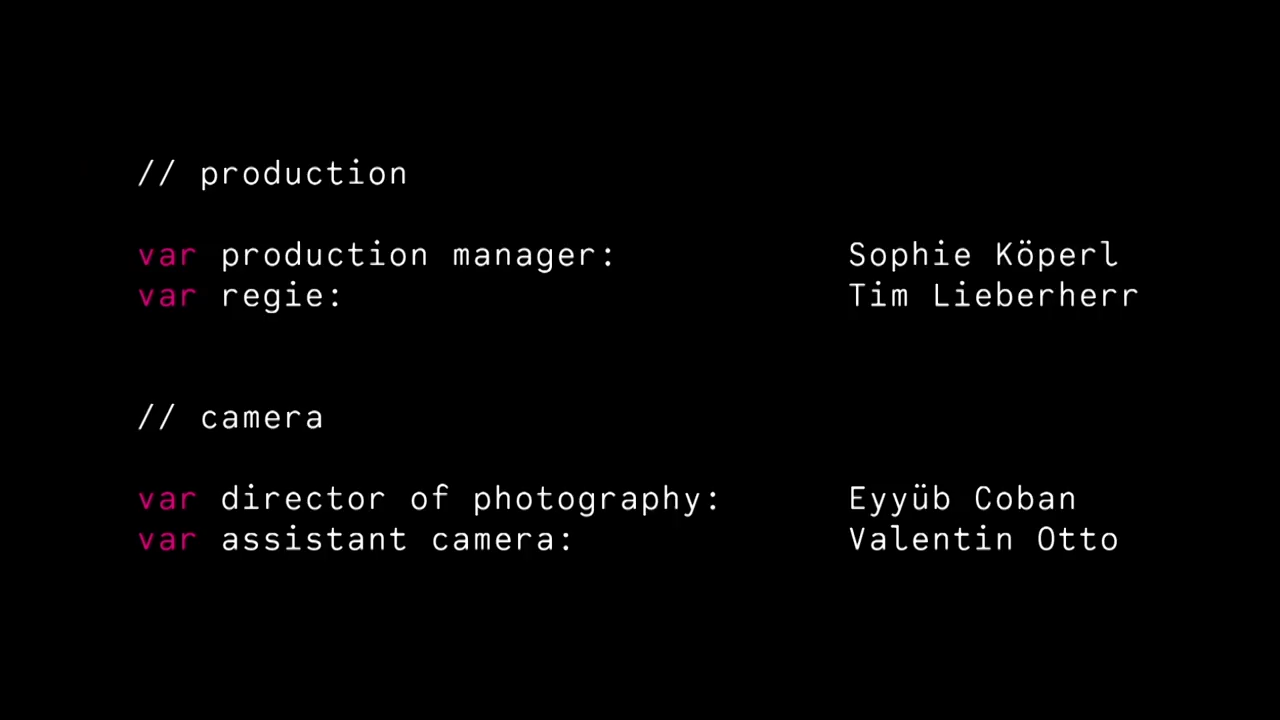 // production
var production manager: Sophie Köperl
var regie: Tim Lieberherr
// camera
var director of photography: Eyyüb Coban
var assistant camera: Valentin Otto